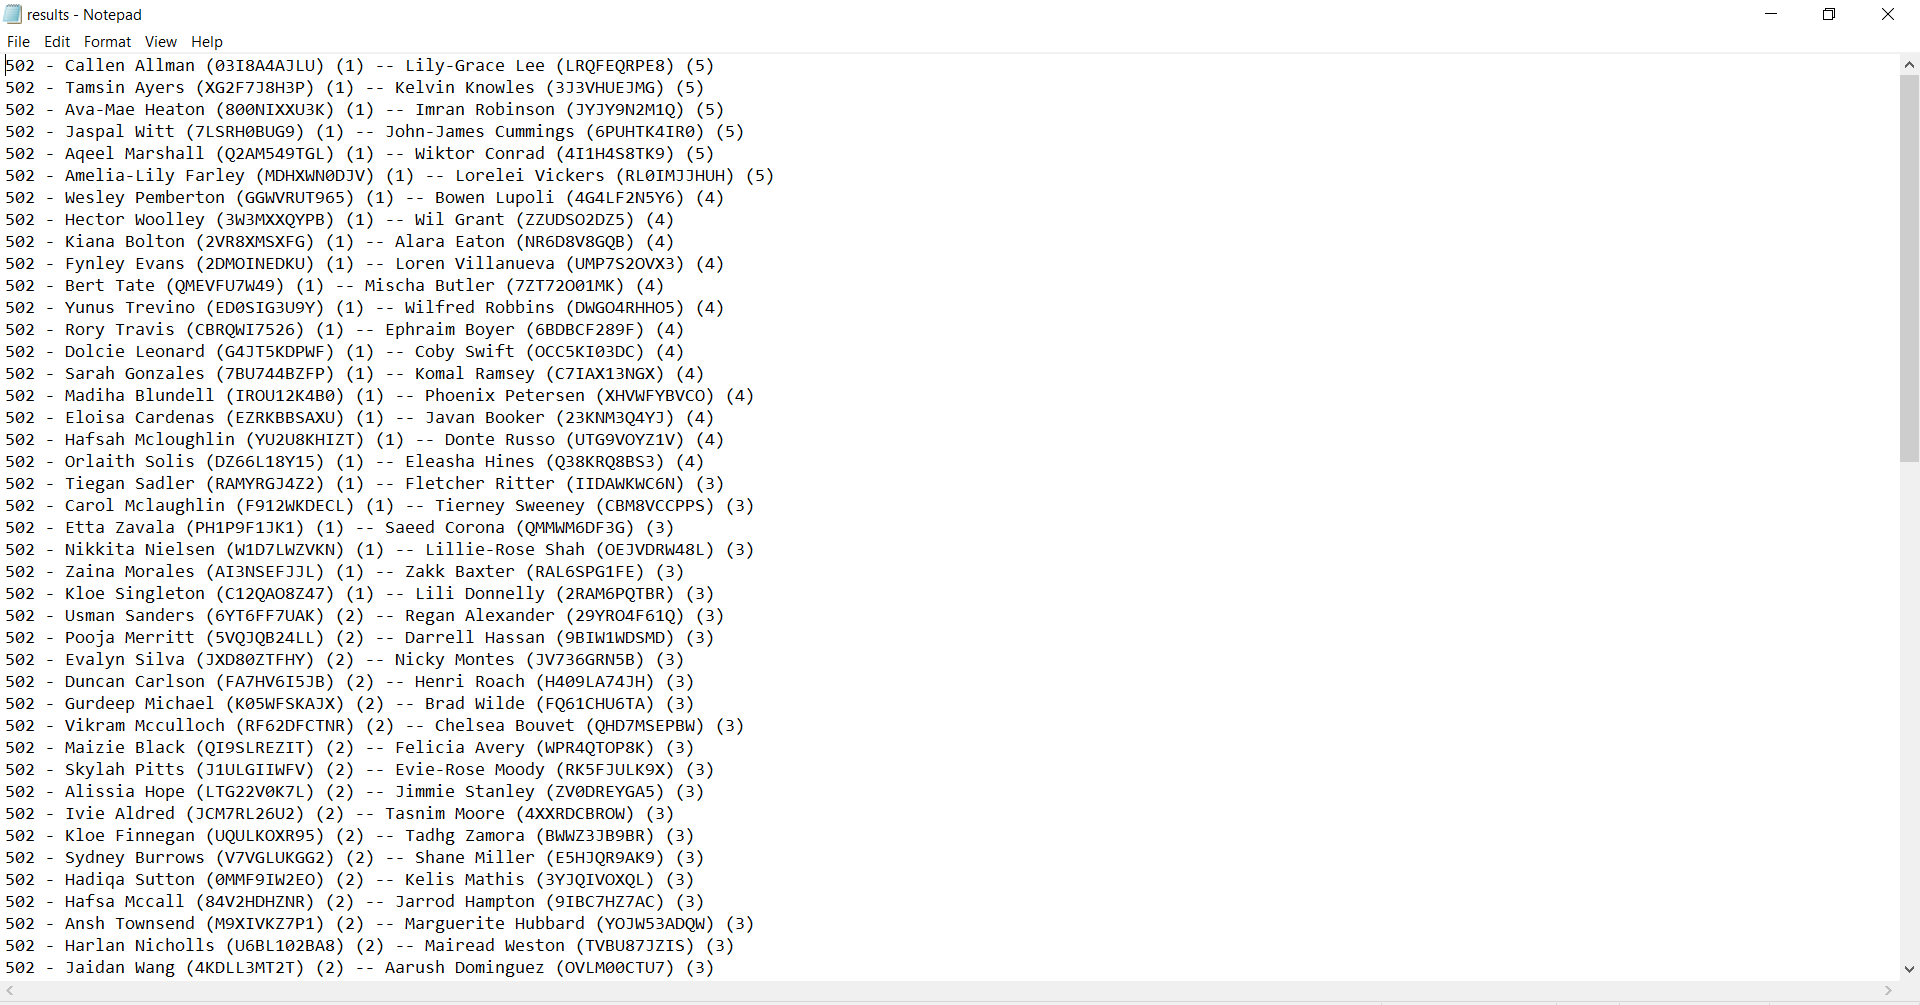 results - Notepad
File Edit Format View Help
502 - Callen Allman (03I8A4AJLU) (1) -- Lily-Grace Lee (LRQFEQRPE8) (5)
502 - Tamsin Ayers (XG2F7J8H3P) (1) -- Kelvin Knowles (3J3VHUEJMG) (5)
502 - Ava-Mae Heaton (800NIXXU3K) (1) -- Imran Robinson (JYJY9N2M1Q) (5)
502 - Jaspal Witt (7LSRH0BUG9) (1) -- John-James Cummings (6PUHTK4IR0) (5)
502 - Aqeel Marshall (Q2AM549TGL) (1) -- Wiktor Conrad (4I1H4S8TK9) (5)
502 - Amelia-Lily Farley (MDHXWN0DJV) (1) -- Lorelei Vickers (RL0IMJJHUH) (5)
502 - Wesley Pemberton (GGWVRUT965) (1) -- Bowen Lupoli (4G4LF2N5Y6) (4)
502 - Hector Woolley (3W3MXXQYPB) (1) -- Wil Grant (ZZUDSO2DZ5) (4)
502 - Kiana Bolton (2VR8XMSXFG) (1) -- Alara Eaton (NR6D8V8GQB) (4)
502 - Fynley Evans (2DMOINEDKU) (1) -- Loren Villanueva (UMP7S2OVX3) (4)
502 - Bert Tate (QMEVFU7W49) (1) -- Mischa Butler (7ZT72O01MK) (4)
502 - Yunus Trevino (ED0SIG3U9Y) (1) -- Wilfred Robbins (DWGO4RHHO5) (4)
502 - Rory Travis (CBRQWI7526) (1) -- Ephraim Boyer (6BDBCF289F) (4)
502 - Dolcie Leonard (G4JT5KDPWF) (1) -- Coby Swift (OCC5KI03DC) (4)
502 - Sarah Gonzales (7BU744BZFP) (1) -- Komal Ramsey (C7IAX13NGX) (4)
502 - Madiha Blundell (IROU12K4B0) (1) -- Phoenix Petersen (XHVWFYBVCO) (4)
502 - Eloisa Cardenas (EZRKBBSAXU) (1) -- Javan Booker (23KNM3Q4YJ) (4)
502 - Hafsah Mcloughlin (YU2U8KHIZT) (1) -- Donte Russo (UTG9VOYZ1V) (4)
502 - Orlaith Solis (DZ66L18Y15) (1) -- Eleasha Hines (Q38KRQ8BS3) (4)
502 - Tiegan Sadler (RAMYRGJ4Z2) (1) -- Fletcher Ritter (IIDAWKWC6N) (3)
502 - Carol Mclaughlin (F912WKDECL) (1) -- Tierney Sweeney (CBM8VCCPPS) (3)
502 - Etta Zavala (PH1P9F1JK1) (1) -- Saeed Corona (QMMWM6DF3G) (3)
502 - Nikkita Nielsen (W1D7LWZVKN) (1) -- Lillie-Rose Shah (OEJVDRW48L) (3)
502 - Zaina Morales (AI3NSEFJJL) (1) -- Zakk Baxter (RAL6SPG1FE) (3)
502 - Kloe Singleton (C12QAO8Z47) (1) -- Lili Donnelly (2RAM6PQTBR) (3)
502 - Usman Sanders (6YT6FF7UAK) (2) -- Regan Alexander (29YRO4F61Q) (3)
502 - Pooja Merritt (5VQJQB24LL) (2) -- Darrell Hassan (9BIW1WDSMD) (3)
502 - Evalyn Silva (JXD80ZTFHY) (2) -- Nicky Montes (JV736GRN5B) (3)
502 - Duncan Carlson (FA7HV6I5JB) (2) -- Henri Roach (H409LA74JH) (3)
502 - Gurdeep Michael (K05WFSKAJX) (2) -- Brad Wilde (FQ61CHU6TA) (3)
502 - Vikram Mcculloch (RF62DFCTNR) (2) -- Chelsea Bouvet (QHD7MSEPBW) (3)
502 - Maizie Black (QI9SLREZIT) (2) -- Felicia Avery (WPR4QTOP8K) (3)
502 - Skylah Pitts (J1ULGIIWFV) (2) -- Evie-Rose Moody (RK5FJULK9X) (3)
502 - Alissia Hope (LTG22V0K7L) (2) -- Jimmie Stanley (ZV0DREYGA5) (3)
502 - Ivie Aldred (JCM7RL26U2) (2) -- Tasnim Moore (4XXRDCBROW) (3)
502 - Kloe Finnegan (UQULKOXR95) (2) -- Tadhg Zamora (BWWZ3JB9BR) (3)
502 - Sydney Burrows (V7VGLUKGG2) (2) -- Shane Miller (E5HJQR9AK9) (3)
502 - Hadiqa Sutton (0MMF9IW2EO) (2) -- Kelis Mathis (3YJQIVOXQL) (3)
502 - Hafsa Mccall (84V2HDHZNR) (2) -- Jarrod Hampton (9IBC7HZ7AC) (3)
502 - Ansh Townsend (M9XIVKZ7P1) (2) -- Marguerite Hubbard (YOJW53ADQW) (3)
502 - Harlan Nicholls (U6BL102BA8) (2) -- Mairead Weston (TVBU87JZIS) (3)
502 - Jaidan Wang (4KDLL3MT2T) (2) -- Aarush Dominguez (OVLM00CTU7) (3)